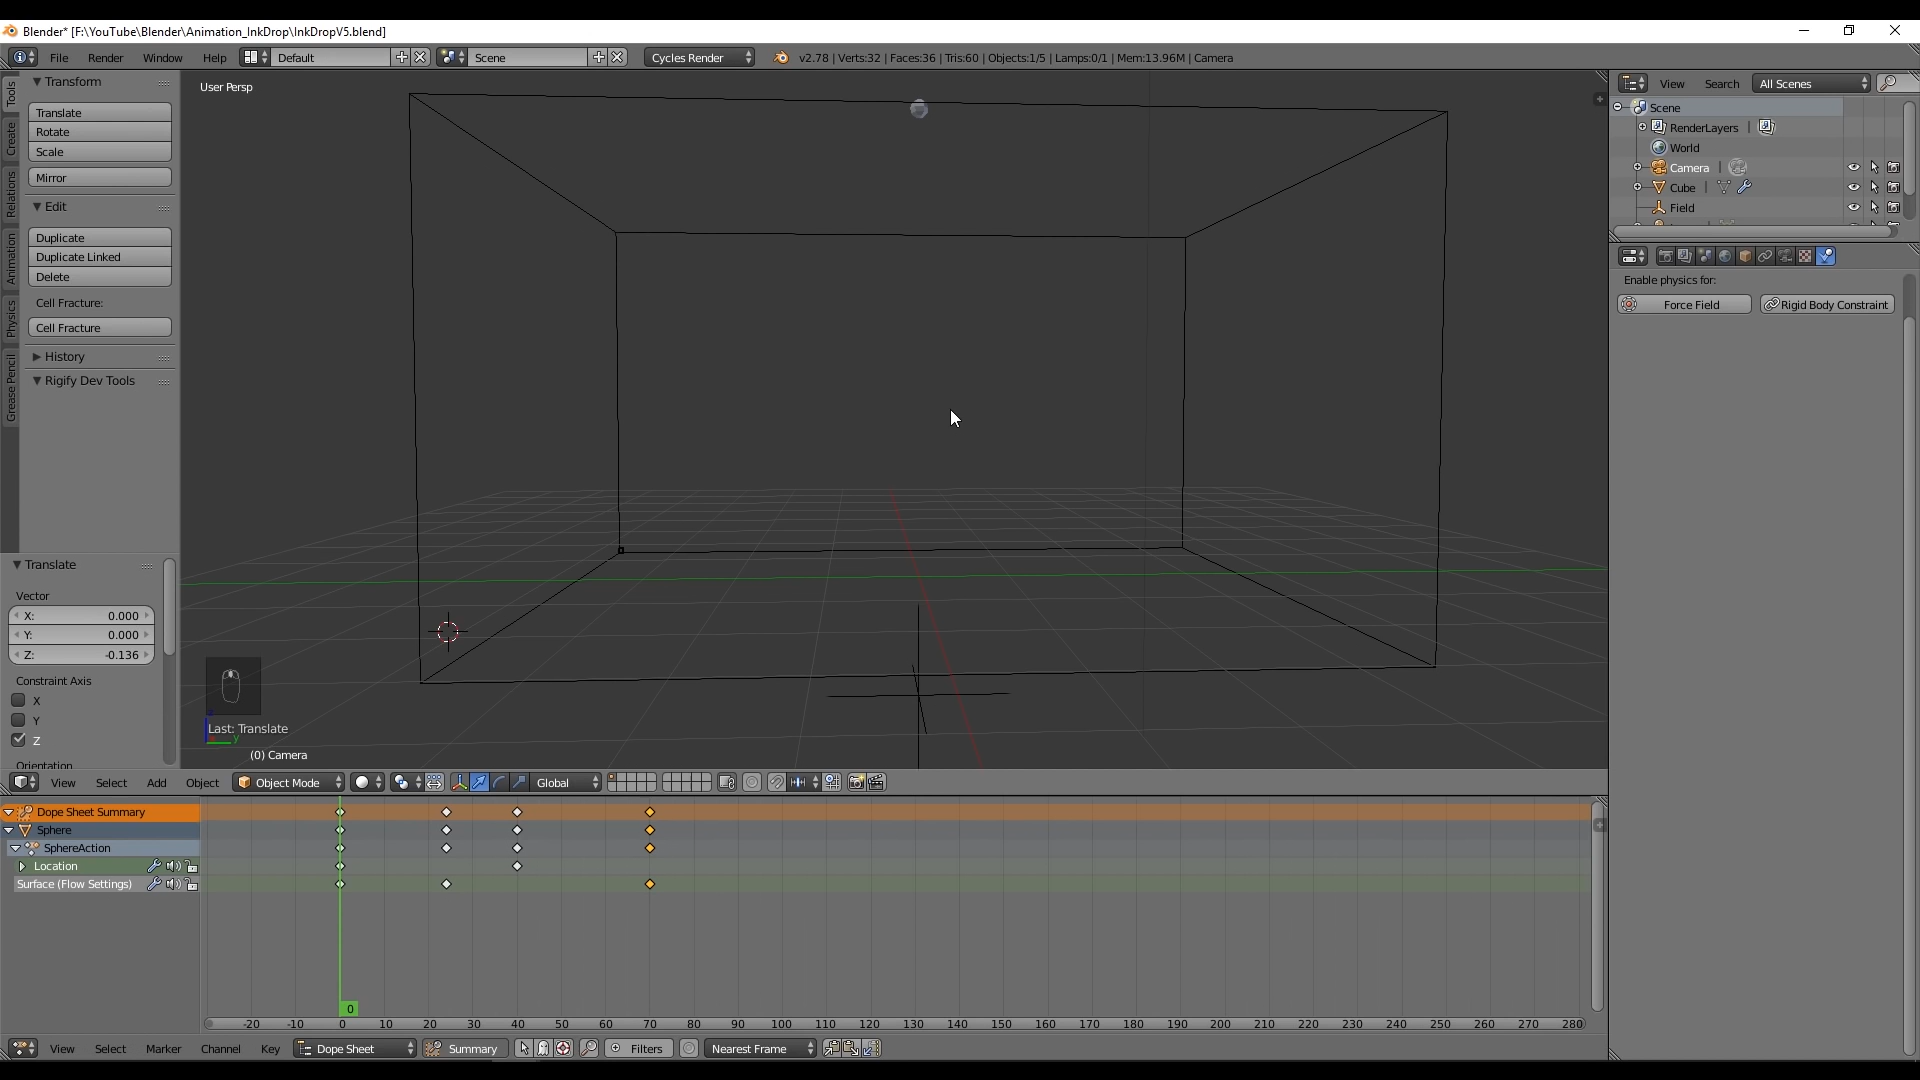 Blender* [F:\YouTube\Blender\Animation_InkDrop\InkDropV5.blend]
File Render Window Help Default Scene Cycles Render v2.78 | Verts:32 | Faces:36 | Tris:60 | Objects:1/5 | Lamps:0/1 | Mem:13.96M | Camera
Tools
Create
Relations
Animation
Physics
Grease Pencil
Transform
Translate
Rotate
Scale
Mirror
Edit
Duplicate
Duplicate Linked
Delete
Cell Fracture:
Cell Fracture
History
Rigify Dev Tools
Translate
Vector
X: 0.000
Y: 0.000
Z: -0.136
Constraint Axis
X
Y
Z
Orientation
User Persp
Last: Translate
y
(0) Camera
View Search All Scenes
Scene
RenderLayers |
World
Camera |
Cube |
Field
Enable physics for:
Force Field Rigid Body Constraint
View Select Add Object Object Mode Global
Dope Sheet Summary
Sphere
SphereAction
Location
Surface (Flow Settings)
0
-20 -10 0 10 20 30 40 50 60 70 80 90 100 110 120 130 140 150 160 170 180 190 200 210 220 230 240 250 260 270 280
View Select Marker Channel Key Dope Sheet Summary Filters Nearest Frame